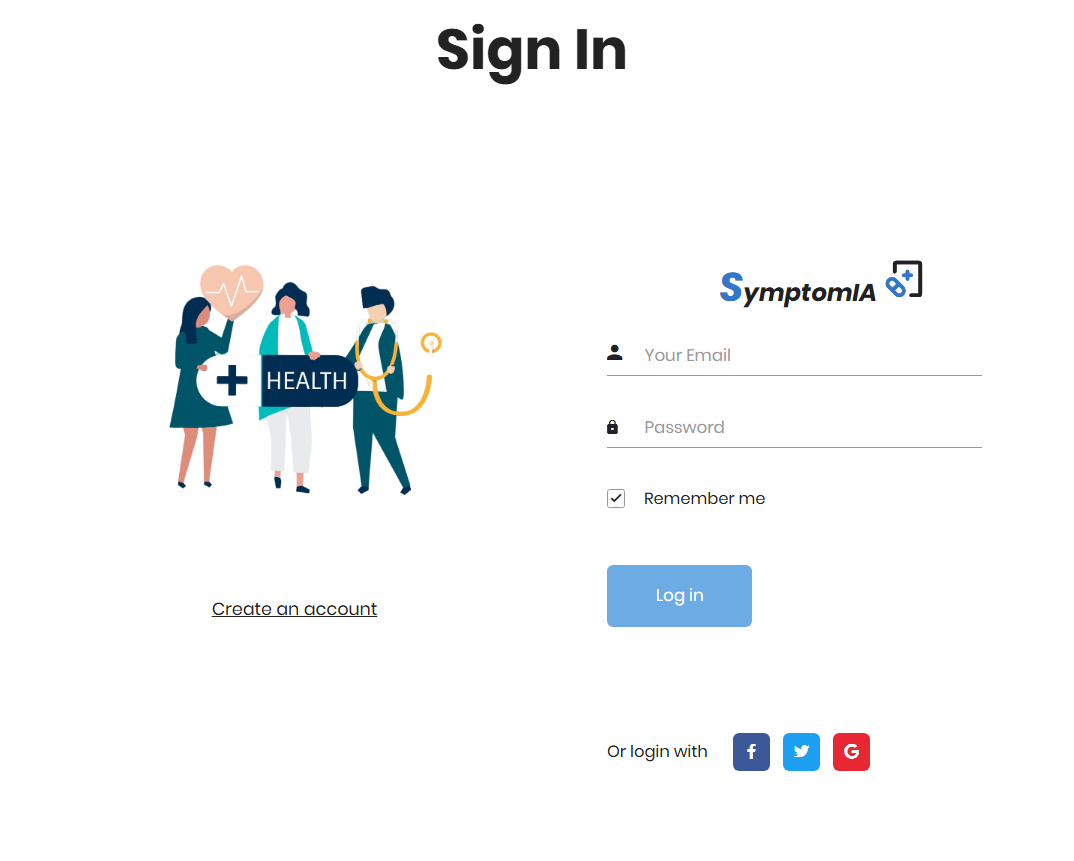 Sign In
SymptomIA
HEALTH
Your Email
Password
Remember me
Log in
Create an account
Or login with